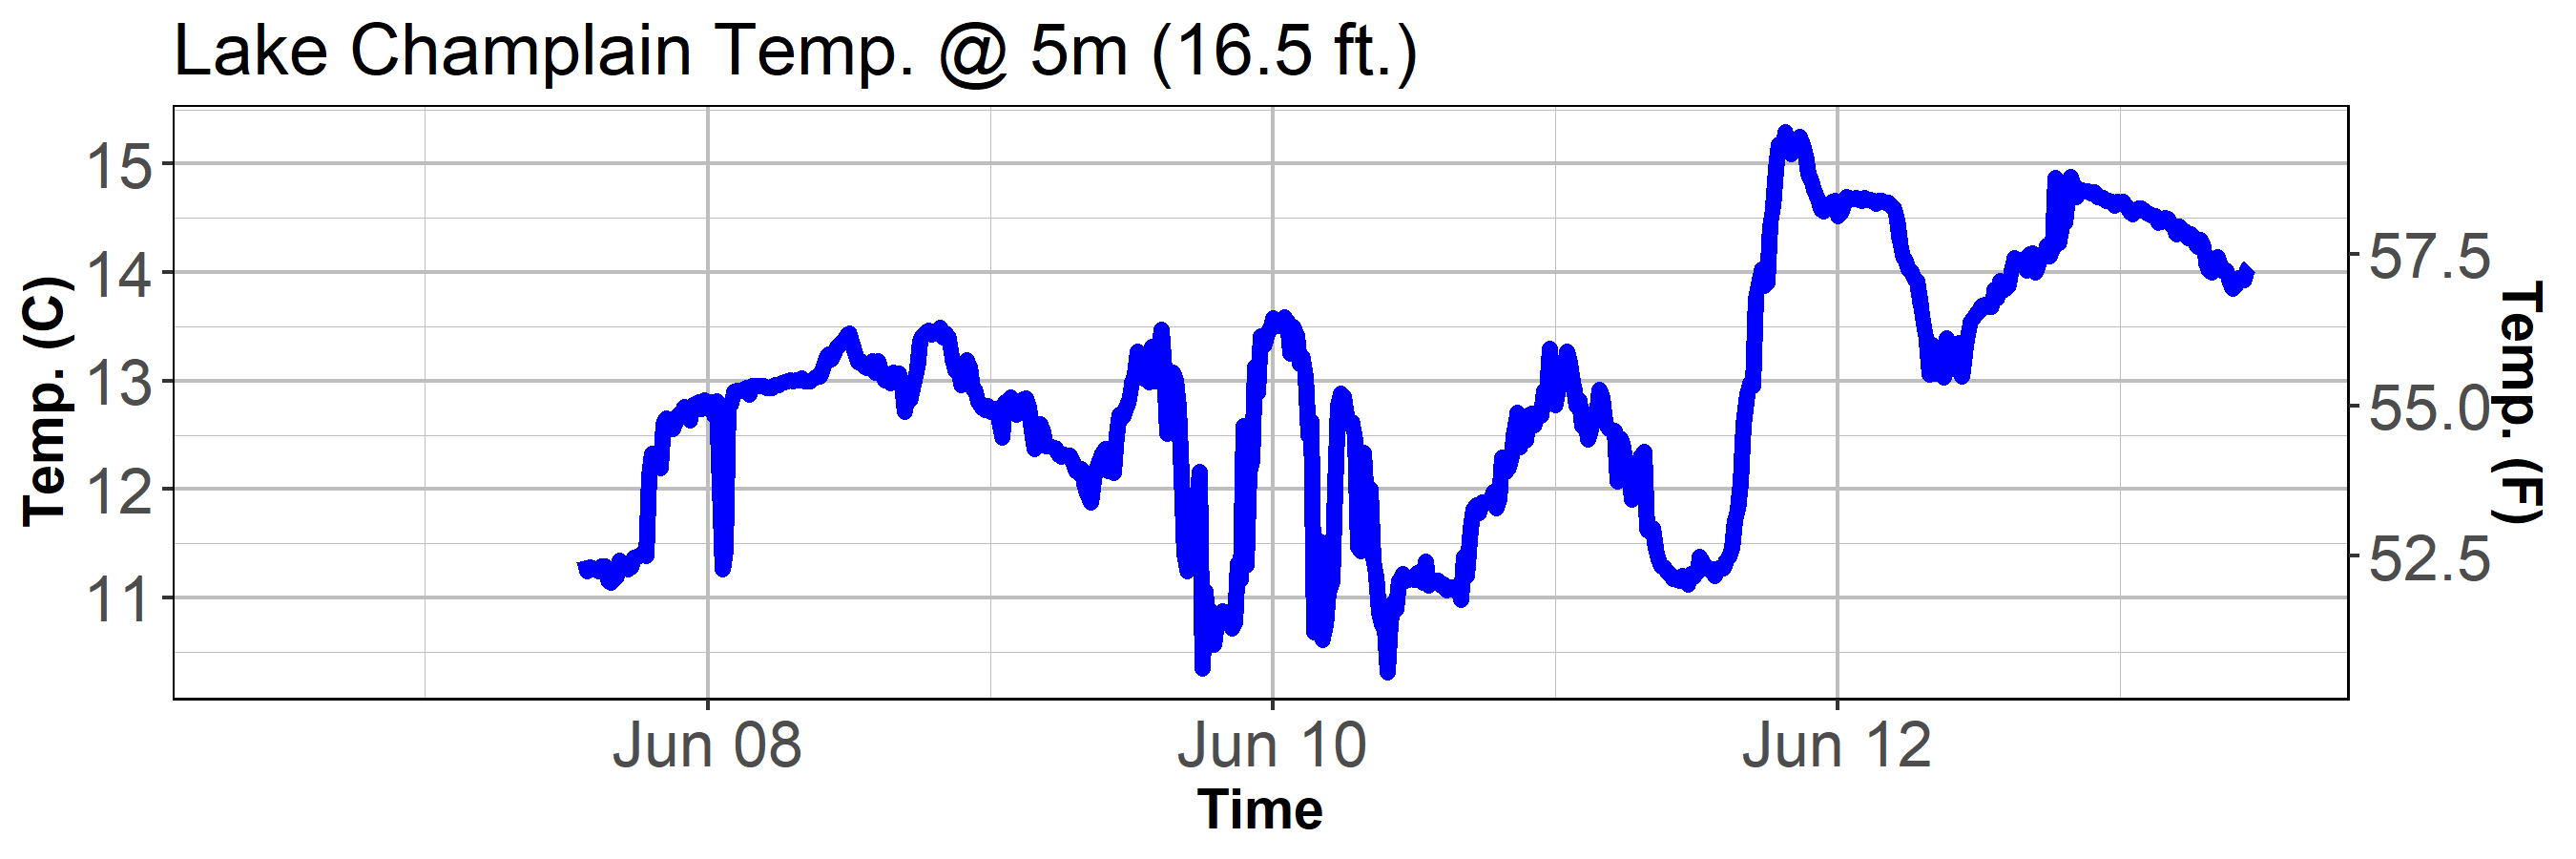 Lake Champlain Temp. @ 5m (16.5 ft.)
Temp. (C)
15
14
13
12
11
57.5
55.0
52.5
Temp. (F)
Jun 08 Jun 10 Jun 12
Time